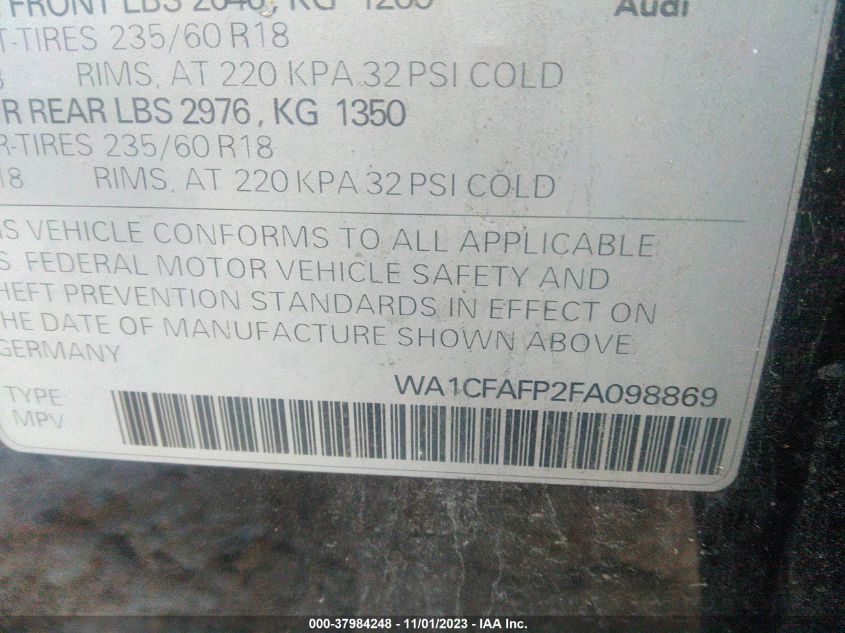 FRONT LBS 2646, KG 1200 Audi
T-TIRES 235/60 R18
RIMS, AT 220 KPA 32 PSI COLD
R REAR LBS 2976, KG 1350
R-TIRES 235/60 R18
18 RIMS, AT 220 KPA 32 PSI COLD
IS VEHICLE CONFORMS TO ALL APPLICABLE
S. FEDERAL MOTOR VEHICLE SAFETY AND
HEFT PREVENTION STANDARDS IN EFFECT ON
HE DATE OF MANUFACTURE SHOWN ABOVE.
GERMANY
WA1CFAFP2FA098869
TYPE
MPV
000-37984248 - 11/01/2023 - IAA Inc.